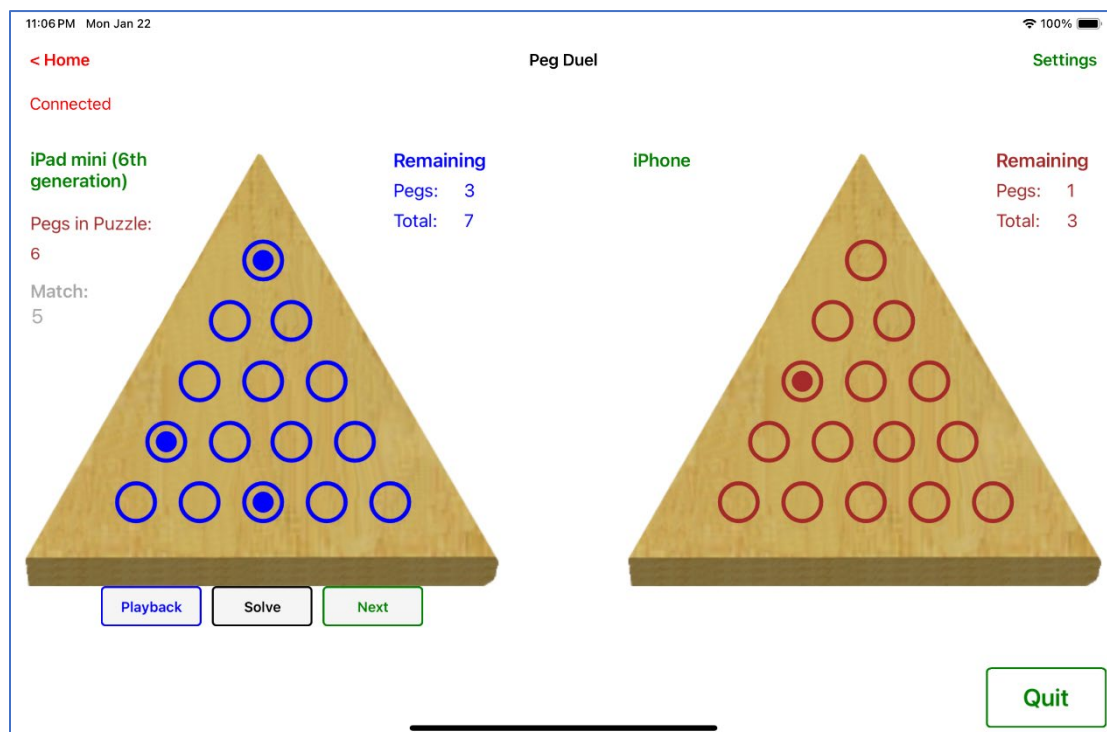 11:06 PM Mon Jan 22
100%
< Home
Peg Duel
Settings
Connected
iPad mini (6th
generation)
Pegs in Puzzle:
6
Match:
5
Remaining
Pegs: 3
Total: 7
iPhone
Remaining
Pegs: 1
Total: 3
Playback
Solve
Next
Quit